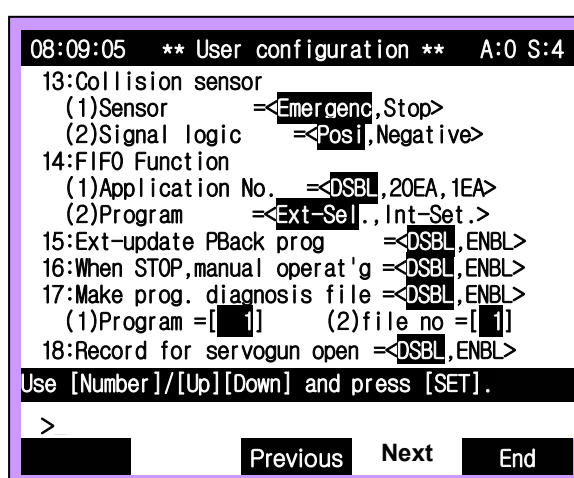 08:09:05 ** User configuration ** A:0 S:4
13:Collision sensor
(1)Sensor =<Emergenc,Stop>
(2)Signal logic =<Posi,Negative>
14:FIFO Function
(1)Application No. =<DSBL,20EA,1EA>
(2)Program =<Ext-Sel.,Int-Set.>
15:Ext-update PBack prog =<DSBL,ENBL>
16:When STOP,manual operat'g =<DSBL,ENBL>
17:Make prog. diagnosis file =<DSBL,ENBL>
(1)Program =[ 1] (2)file no =[ 1]
18:Record for servogun open =<DSBL,ENBL>
Use [Number]/[Up][Down] and press [SET].
>_
Previous Next End